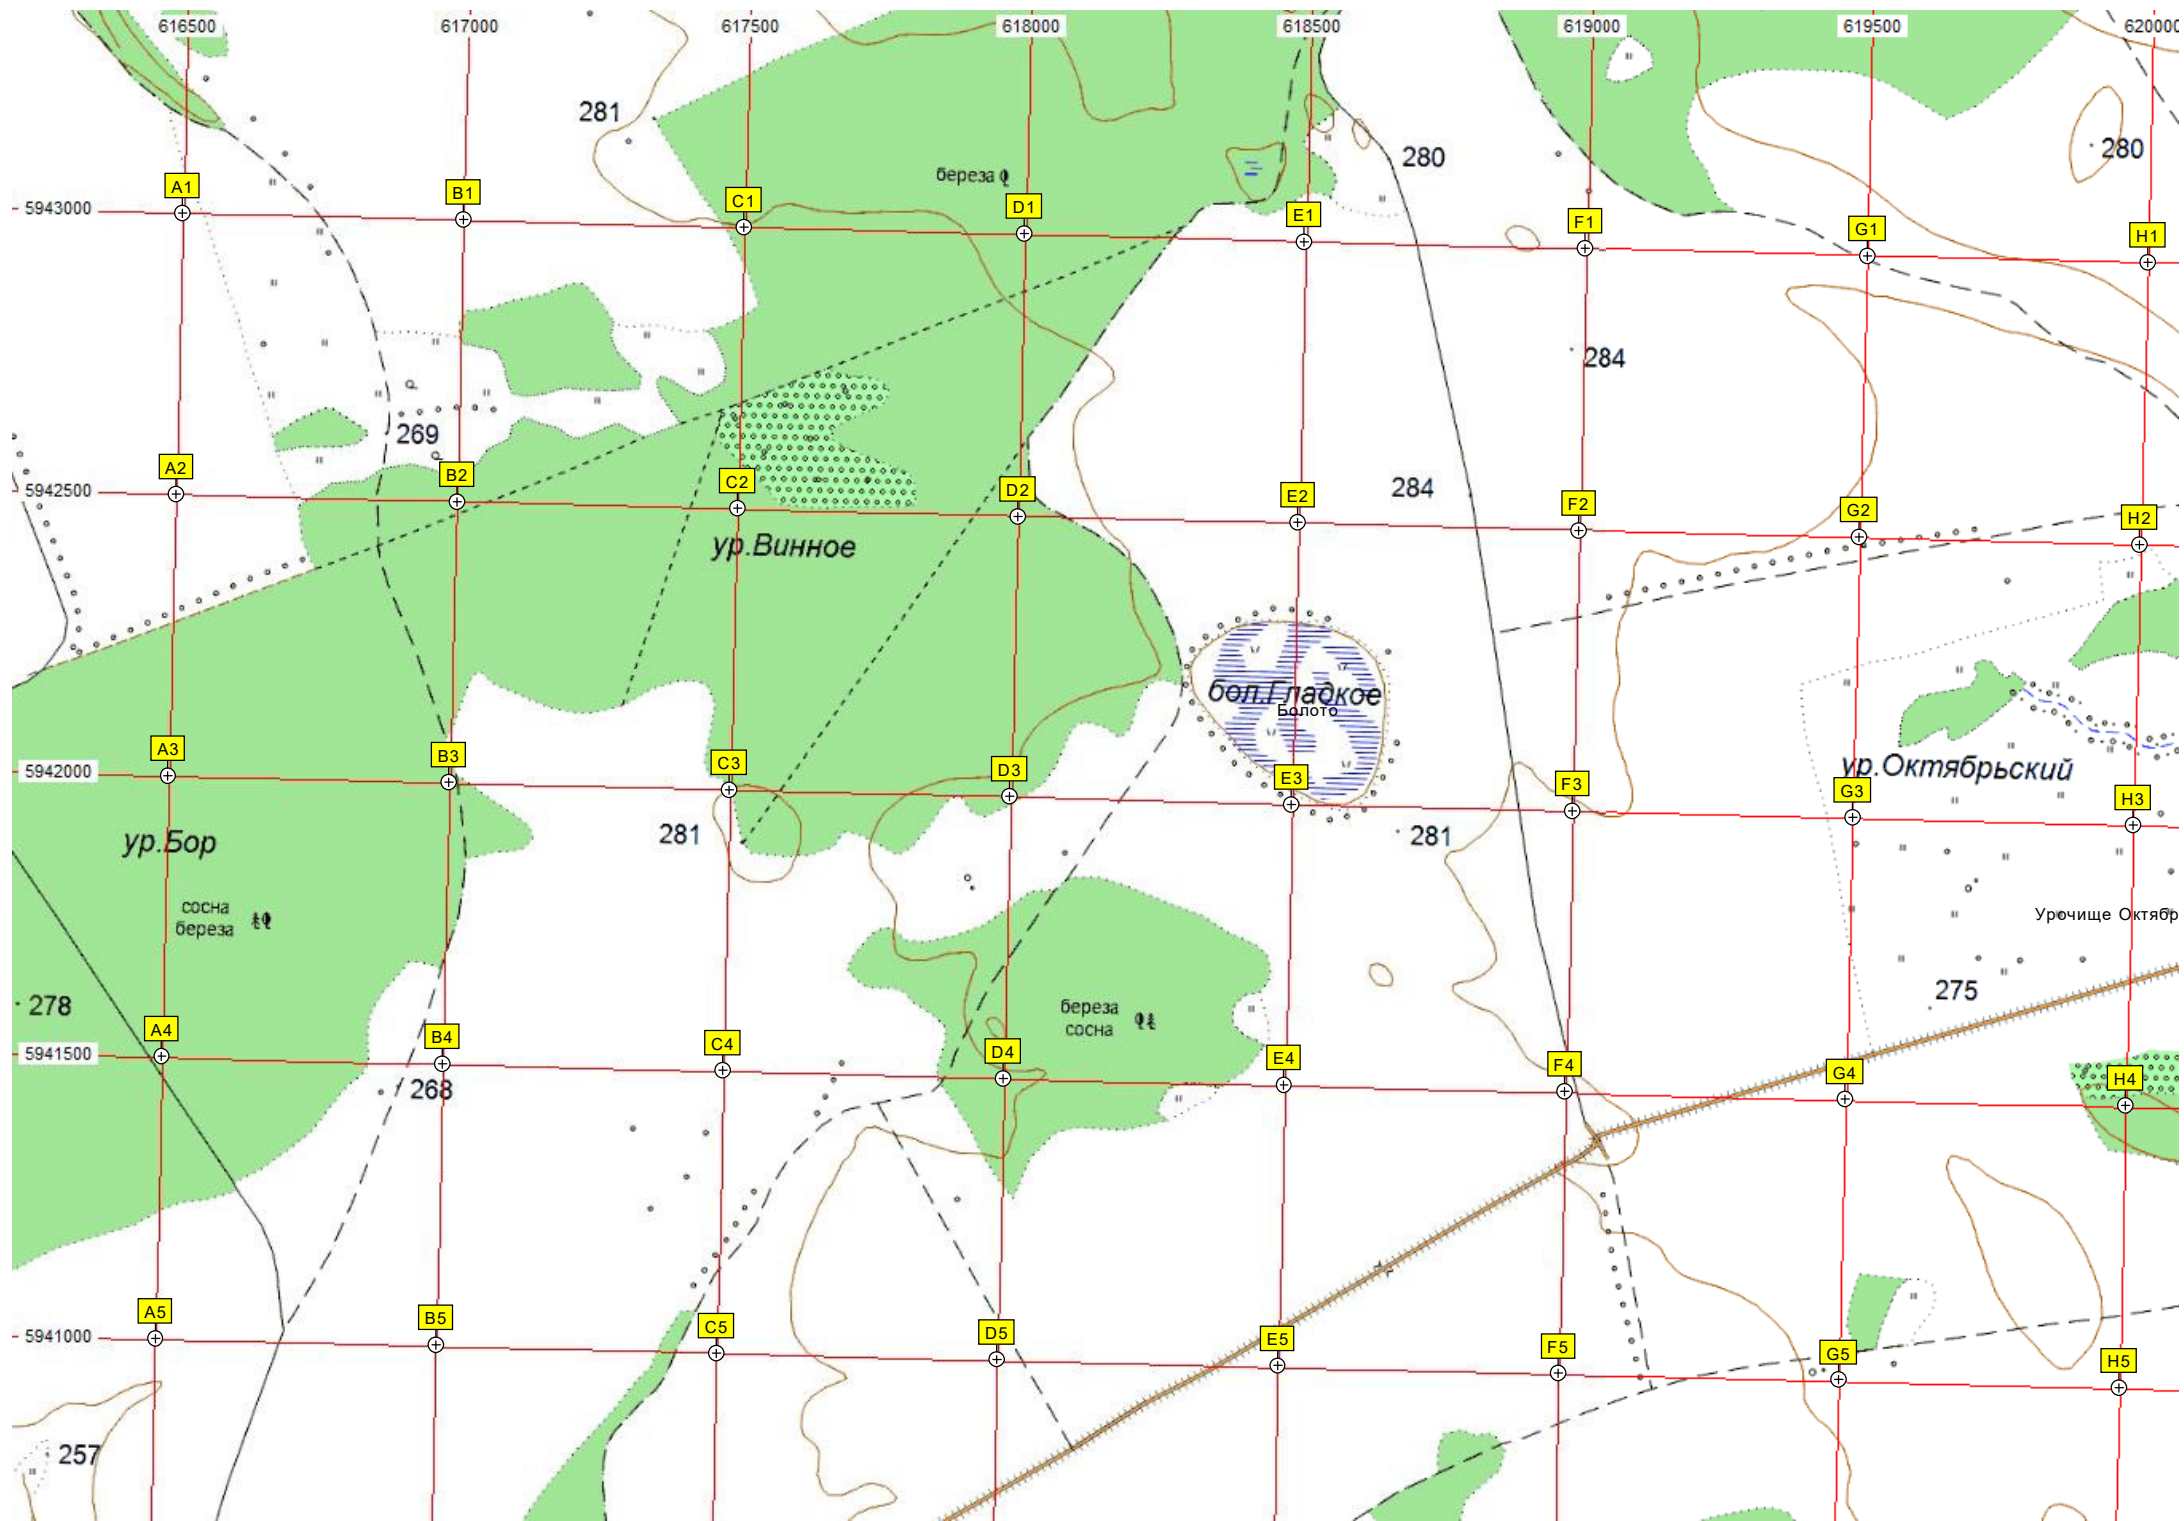 616500 617000 617500 618000 618500 619000 619500 620000
281
280
280
береза
A1 B1 C1 D1 E1 F1 G1 H1
5943000
284
269
A2 B2 C2 D2 E2 F2 G2 H2
284
5942500
ур.Винное
бол.Гладкое
Болото
A3 B3 C3 D3 E3 F3 G3 H3
5942000
ур.Октябрьский
ур.Бор
281
281
сосна
береза
Урочище Октябр
278
275
береза
сосна
A4 B4 C4 D4 E4 F4 G4 H4
5941500
268
A5 B5 C5 D5 E5 F5 G5 H5
5941000
257